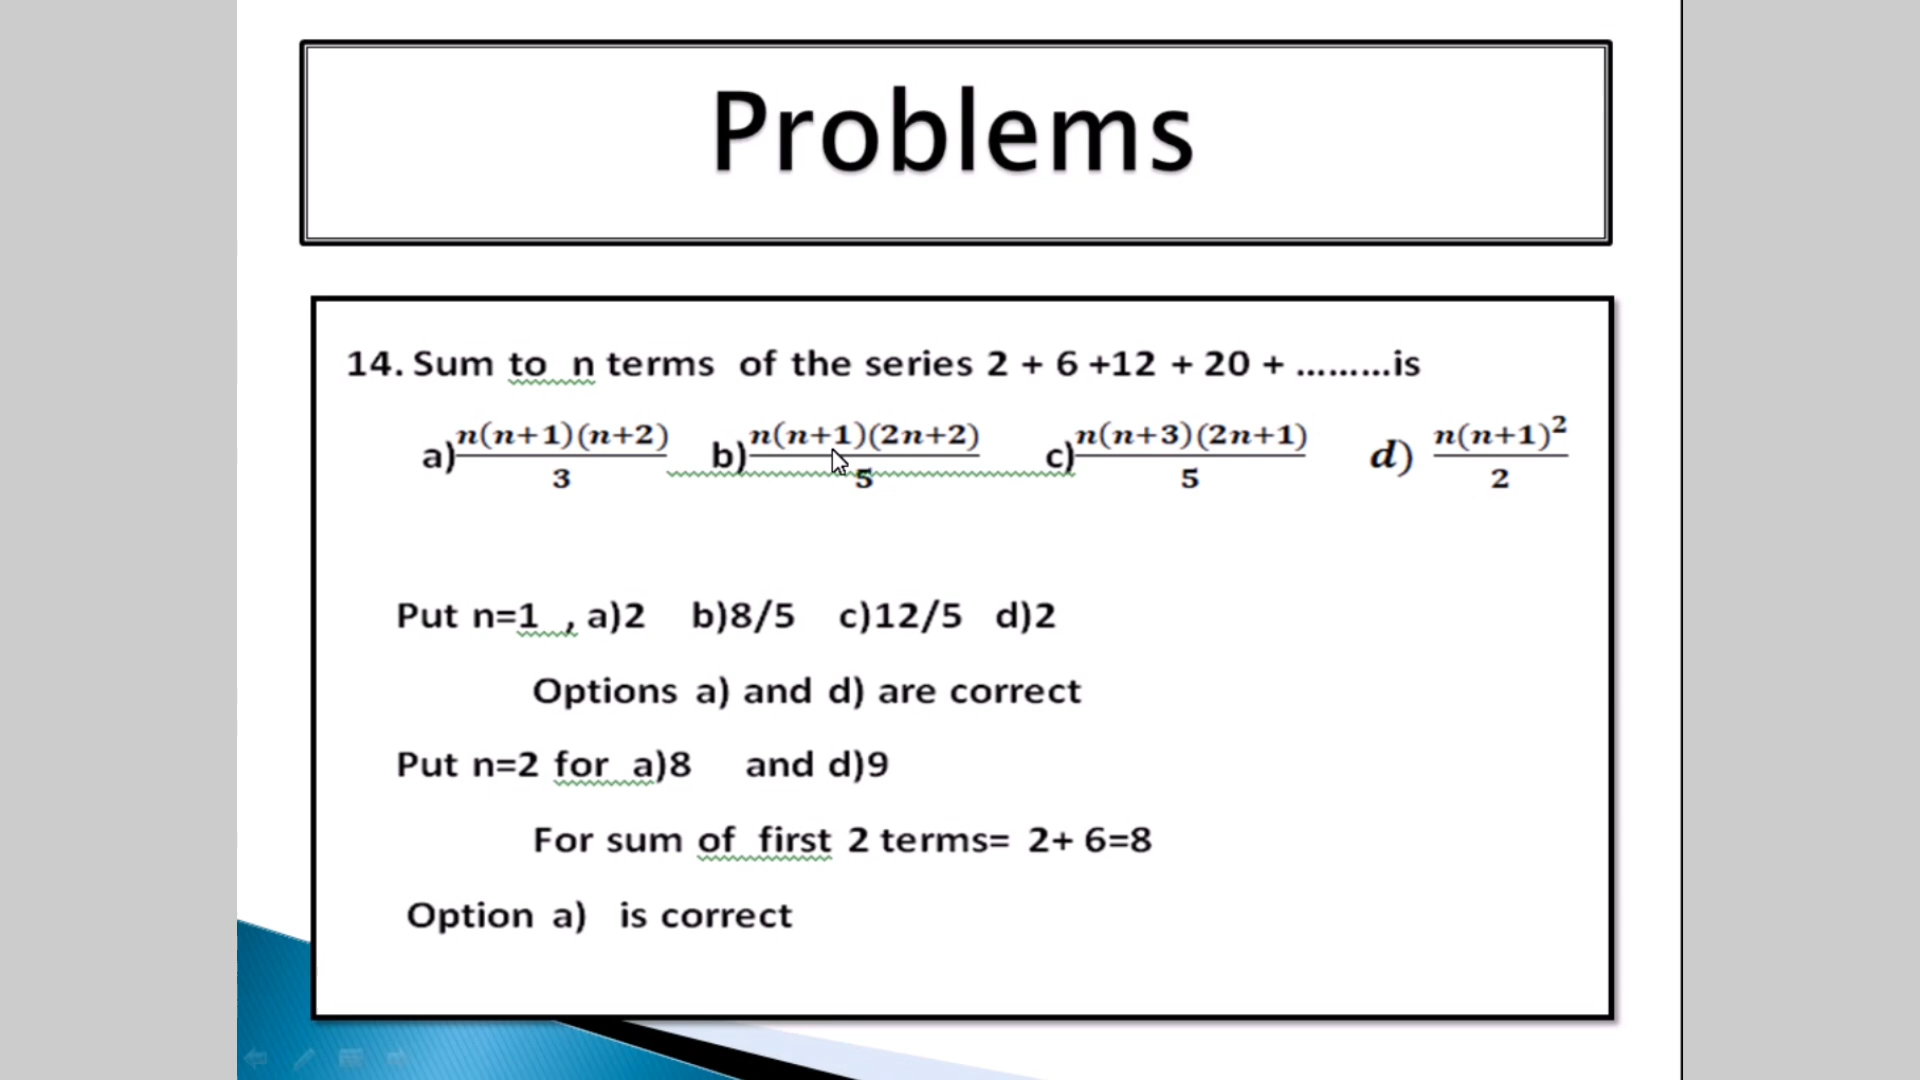 Problems
14. Sum to n terms of the series 2 + 6 +12 + 20 + .........is
a) n(n+1)(n+2)/3 b) n(n+1)(2n+2)/5 c) n(n+3)(2n+1)/5 d) n(n+1)²/2
Put n=1 , a)2 b)8/5 c)12/5 d)2
Options a) and d) are correct
Put n=2 for a)8 and d)9
For sum of first 2 terms= 2+ 6=8
Option a) is correct